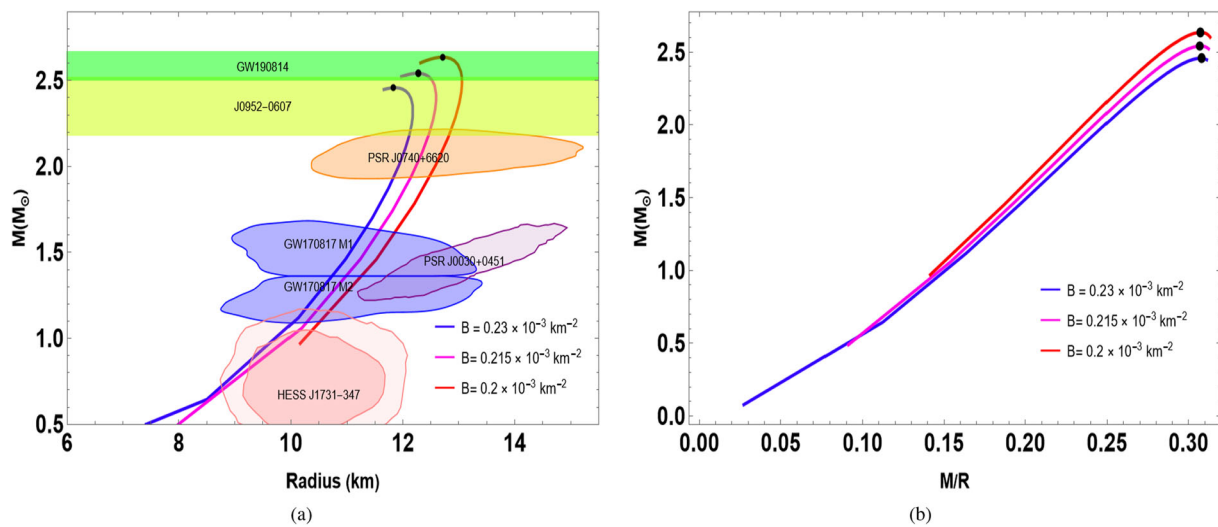 2.5
2.0
1.5
1.0
0.5
M(M⊙)
GW190814
J0952−0607
PSR J0740+6620
GW170817 M1
PSR J0030+0451
GW170817 M2
HESS J1731−347
B = 0.23 × 10⁻³ km⁻²
B= 0.215 × 10⁻³ km⁻²
B= 0.2 × 10⁻³ km⁻²
6 8 10 12 14
Radius (km)
(a)
2.5
2.0
1.5
1.0
0.5
0.0
M(M⊙)
B = 0.23 × 10⁻³ km⁻²
B = 0.215 × 10⁻³ km⁻²
B= 0.2 × 10⁻³ km⁻²
0.00 0.05 0.10 0.15 0.20 0.25 0.30
M/R
(b)